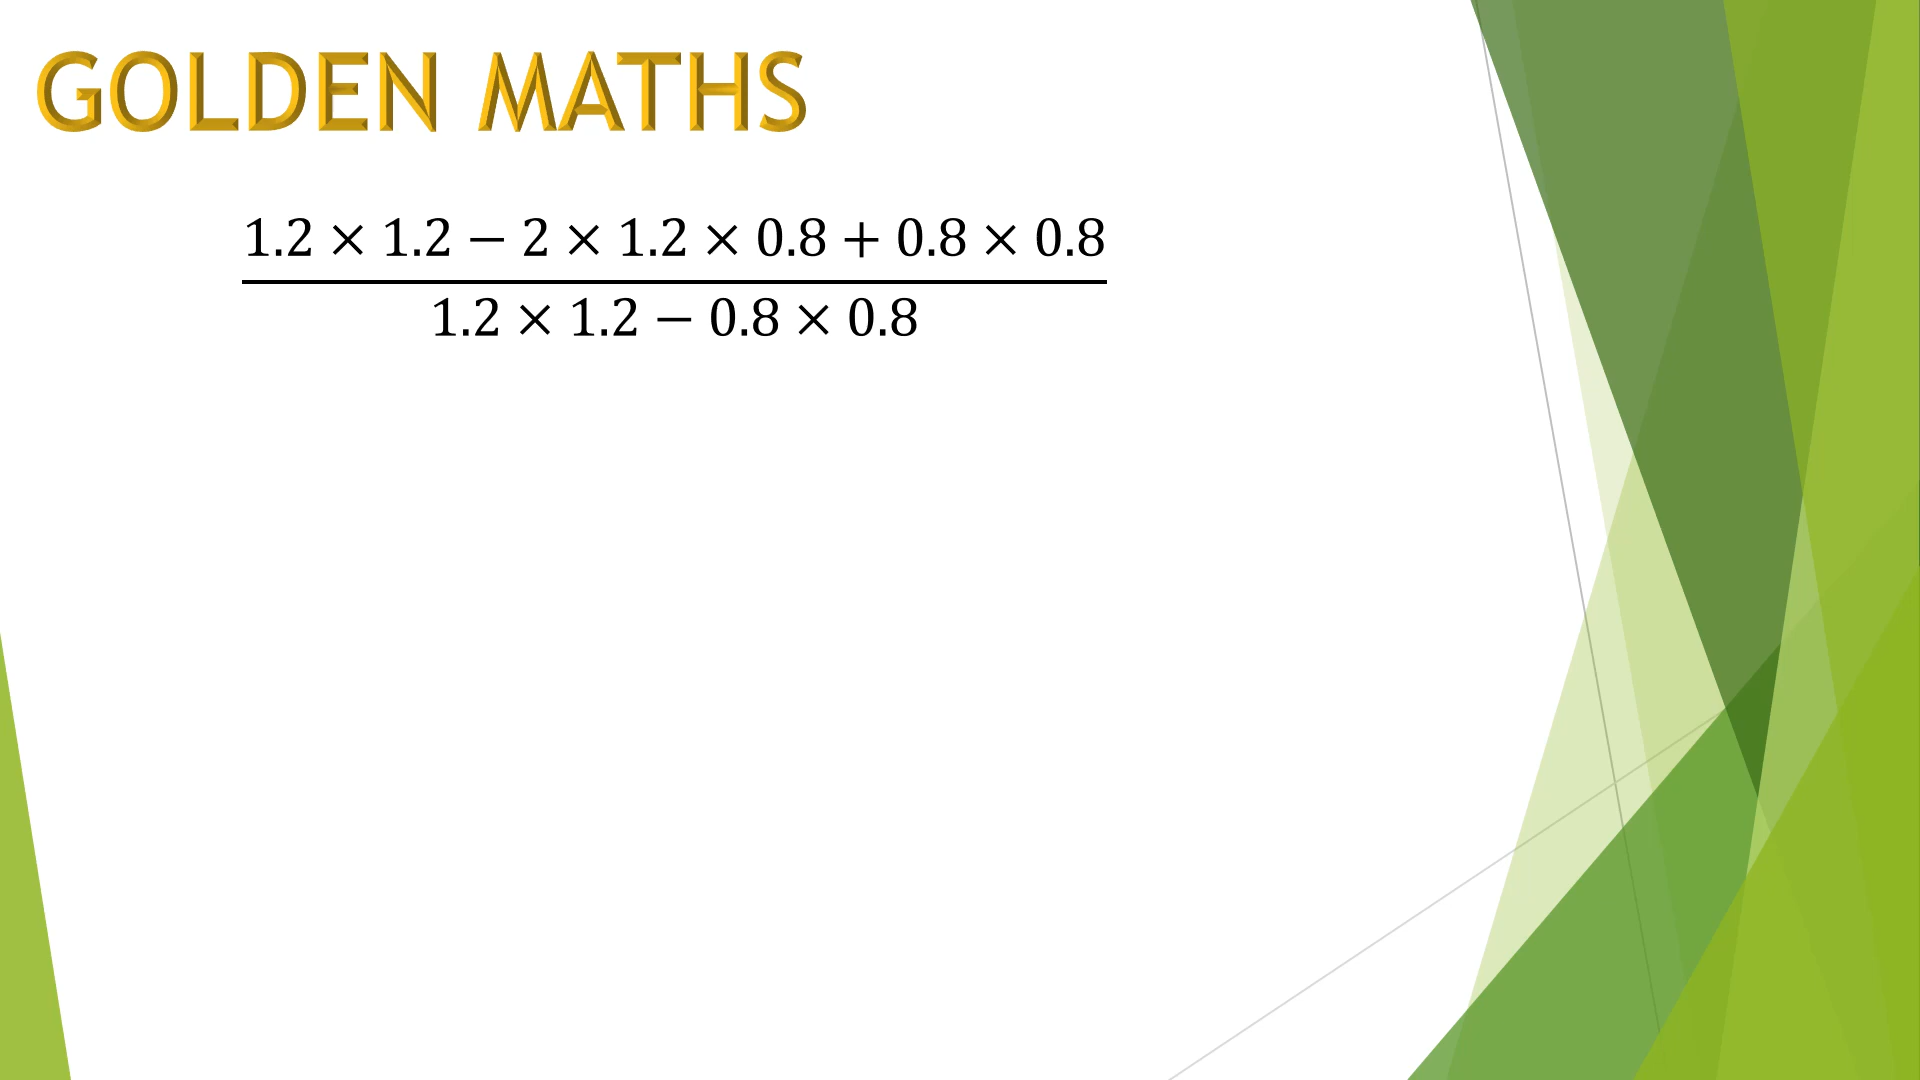 GOLDEN MATHS
1.2 × 1.2 − 2 × 1.2 × 0.8 + 0.8 × 0.8
1.2 × 1.2 − 0.8 × 0.8